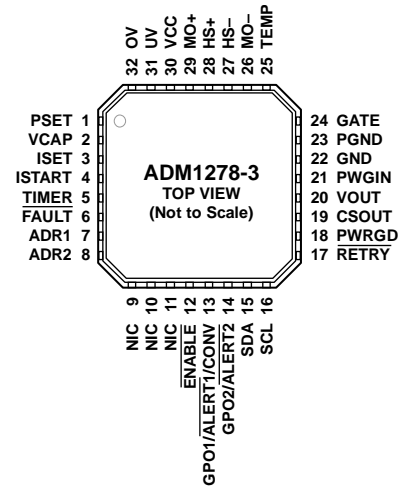 32 OV
31 UV
30 VCC
29 MO+
28 HS+
27 HS–
26 MO–
25 TEMP
PSET 1
VCAP 2
ISET 3
ISTART 4
TIMER 5
FAULT 6
ADR1 7
ADR2 8
ADM1278-3
TOP VIEW
(Not to Scale)
24 GATE
23 PGND
22 GND
21 PWGIN
20 VOUT
19 CSOUT
18 PWRGD
17 RETRY
NIC 9
NIC 10
NIC 11
ENABLE 12
GPO1/ALERT1/CONV 13
GPO2/ALERT2 14
SDA 15
SCL 16